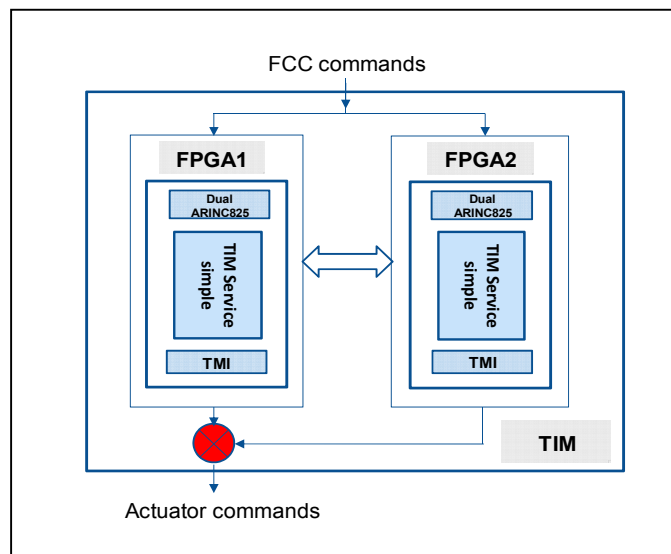 FCC commands
FPGA1
FPGA2
Dual
ARINC825
Dual
ARINC825
TIM Service
simple
TIM Service
simple
TMI
TMI
TIM
Actuator commands